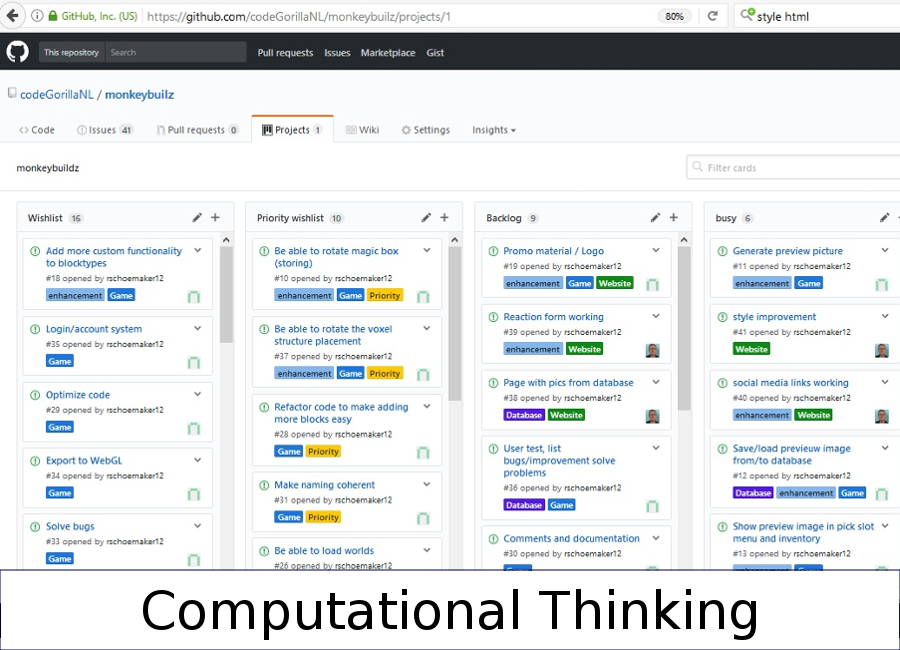 GitHub, Inc. (US)
https://github.com/codeGorillaNL/monkeybuilz/projects/1
80%
style html
This repository
Search
Pull requests
Issues
Marketplace
Gist
codeGorillaNL / monkeybuilz
Code
Issues 41
Pull requests 0
Projects 1
Wiki
Settings
Insights
monkeybuildz
Filter cards
Wishlist 16
Add more custom functionality
to blocktypes
#18 opened by rschoemaker12
enhancement Game
Login/account system
#35 opened by rschoemaker12
Game
Optimize code
#29 opened by rschoemaker12
Game
Export to WebGL
#34 opened by rschoemaker12
Game
Solve bugs
#33 opened by rschoemaker12
Game
Priority wishlist 10
Be able to rotate magic box
(storing)
#10 opened by rschoemaker12
enhancement Game Priority
Be able to rotate the voxel
structure placement
#37 opened by rschoemaker12
enhancement Game Priority
Refactor code to make adding
more blocks easy
#28 opened by rschoemaker12
Game Priority
Make naming coherent
#31 opened by rschoemaker12
Game Priority
Be able to load worlds
#26 opened by rschoemaker12
Backlog 9
Promo material / Logo
#19 opened by rschoemaker12
enhancement Game Website
Reaction form working
#39 opened by rschoemaker12
enhancement Website
Page with pics from database
#38 opened by rschoemaker12
Database Website
User test, list
bugs/improvement solve
problems
#36 opened by rschoemaker12
Database Game
Comments and documentation
#30 opened by rschoemaker12
Game
busy 6
Generate preview picture
#11 opened by rschoemaker12
enhancement Game
style improvement
#41 opened by rschoemaker12
Website
social media links working
#40 opened by rschoemaker12
enhancement Website
Save/load previeuw image
from/to database
#12 opened by rschoemaker12
Database enhancement Game
Show preview image in pick slot
menu and inventory
#13 opened by rschoemaker12
enhancement Game
Computational Thinking